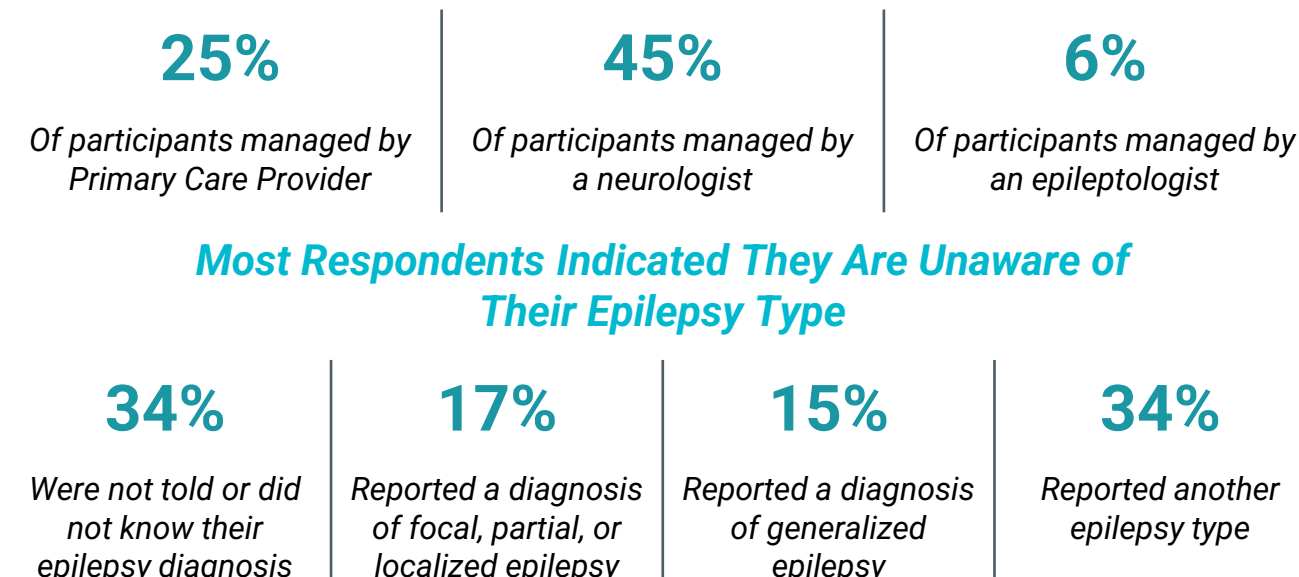 25%
Of participants managed by
Primary Care Provider
45%
Of participants managed by
a neurologist
6%
Of participants managed by
an epileptologist
Most Respondents Indicated They Are Unaware of
Their Epilepsy Type
34%
Were not told or did
not know their
epilepsy diagnosis
17%
Reported a diagnosis
of focal, partial, or
localized epilepsy
15%
Reported a diagnosis
of generalized
epilepsy
34%
Reported another
epilepsy type